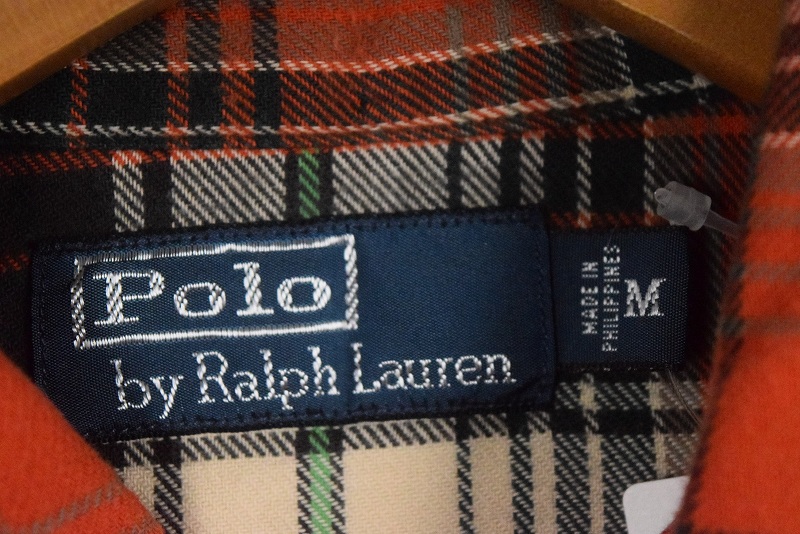 Polo
by Ralph Lauren
MADE IN
PHILIPPINES
M